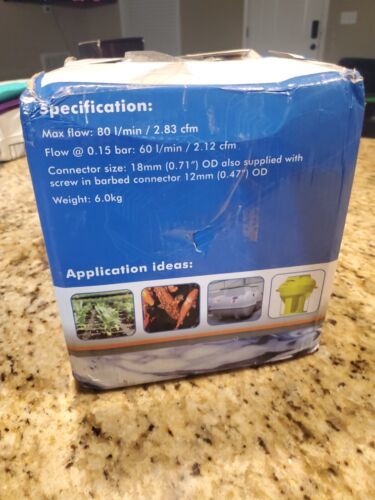 Specification:
Max flow: 80 l/min / 2.83 cfm
Flow @ 0.15 bar: 60 l/min / 2.12 cfm
Connector size: 18mm (0.71") OD also supplied with
screw in barbed connector 12mm (0.47") OD
Weight: 6.0kg
Application ideas: